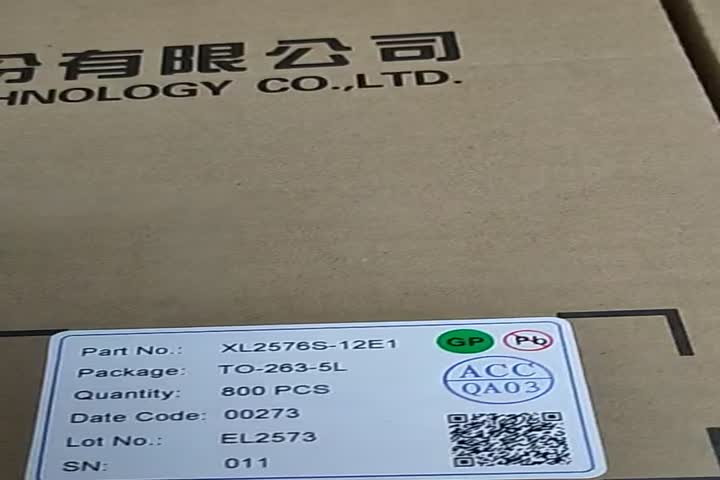 份有限公司
HNOLOGY CO.,LTD.
Part No.: XL2576S-12E1
Package: TO-263-5L
Quantity: 800 PCS
Date Code: 00273
Lot No.: EL2573
SN: 011
GP
Pb
ACC
QA03